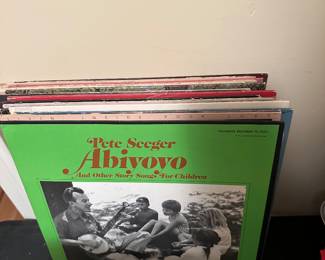 Pete Seeger
Abiyoyo
And Other Story Songs For Children